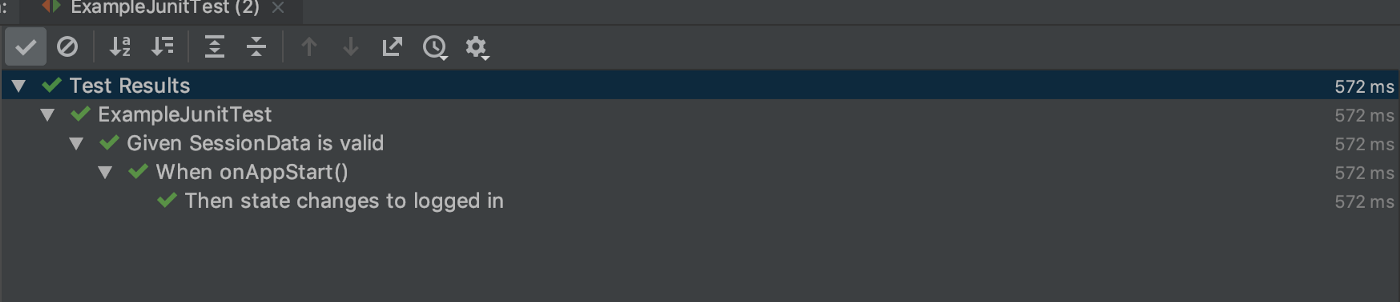 : ExampleJunitTest (2)
Test Results 572 ms
ExampleJunitTest 572 ms
Given SessionData is valid 572 ms
When onAppStart() 572 ms
Then state changes to logged in 572 ms